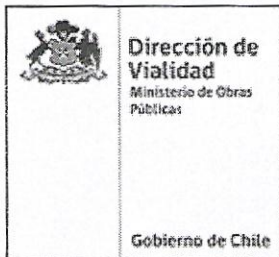 Dirección de
Vialidad
Ministerio de Obras
Públicas
Gobierno de Chile